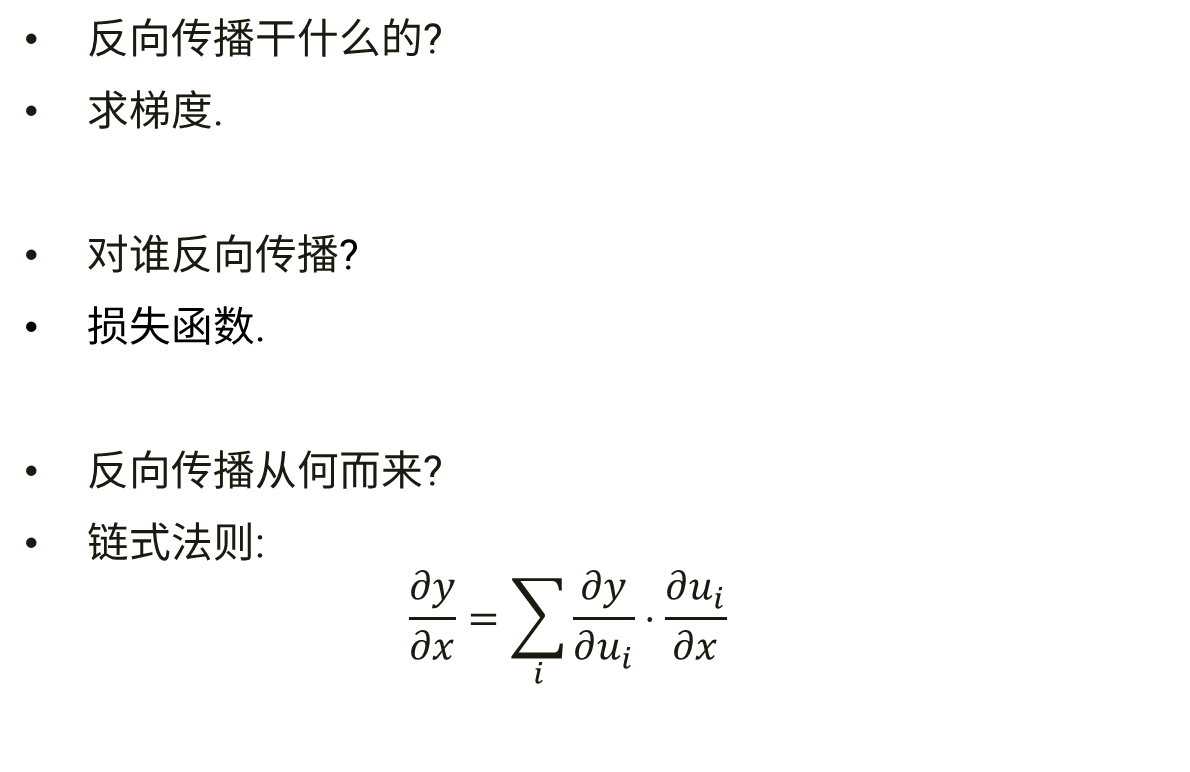 • 反向传播干什么的?
• 求梯度.
• 对谁反向传播?
• 损失函数.
• 反向传播从何而来?
• 链式法则:
∂y/∂x = ∑_i ∂y/∂u_i · ∂u_i/∂x